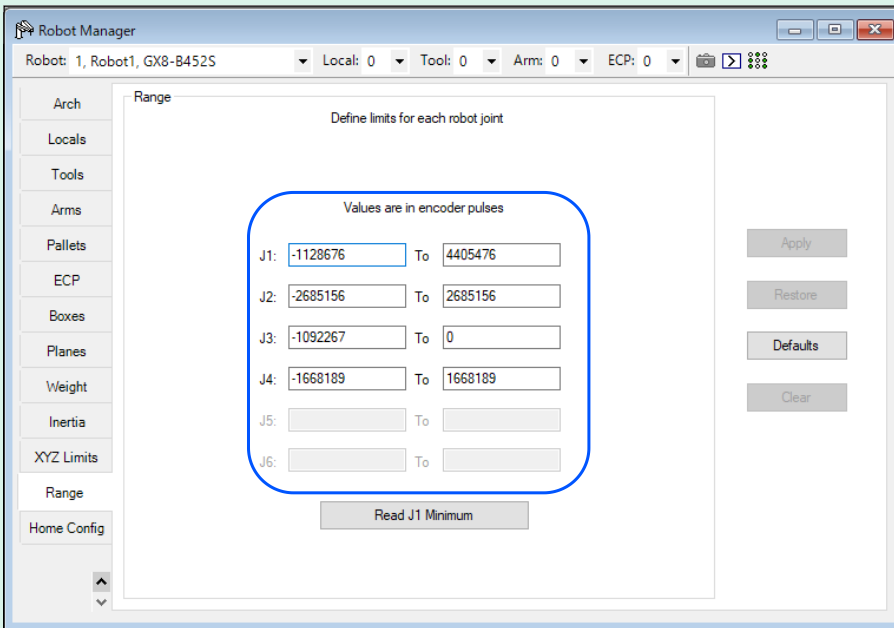 Robot Manager
Robot: 1, Robot1, GX8-B452S Local: 0 Tool: 0 Arm: 0 ECP: 0
Arch
Locals
Tools
Arms
Pallets
ECP
Boxes
Planes
Weight
Inertia
XYZ Limits
Range
Home Config
Range
Define limits for each robot joint
Values are in encoder pulses
J1: -1128676 To 4405476
J2: -2685156 To 2685156
J3: -1092267 To 0
J4: -1668189 To 1668189
J5: To
J6: To
Read J1 Minimum
Apply
Restore
Defaults
Clear